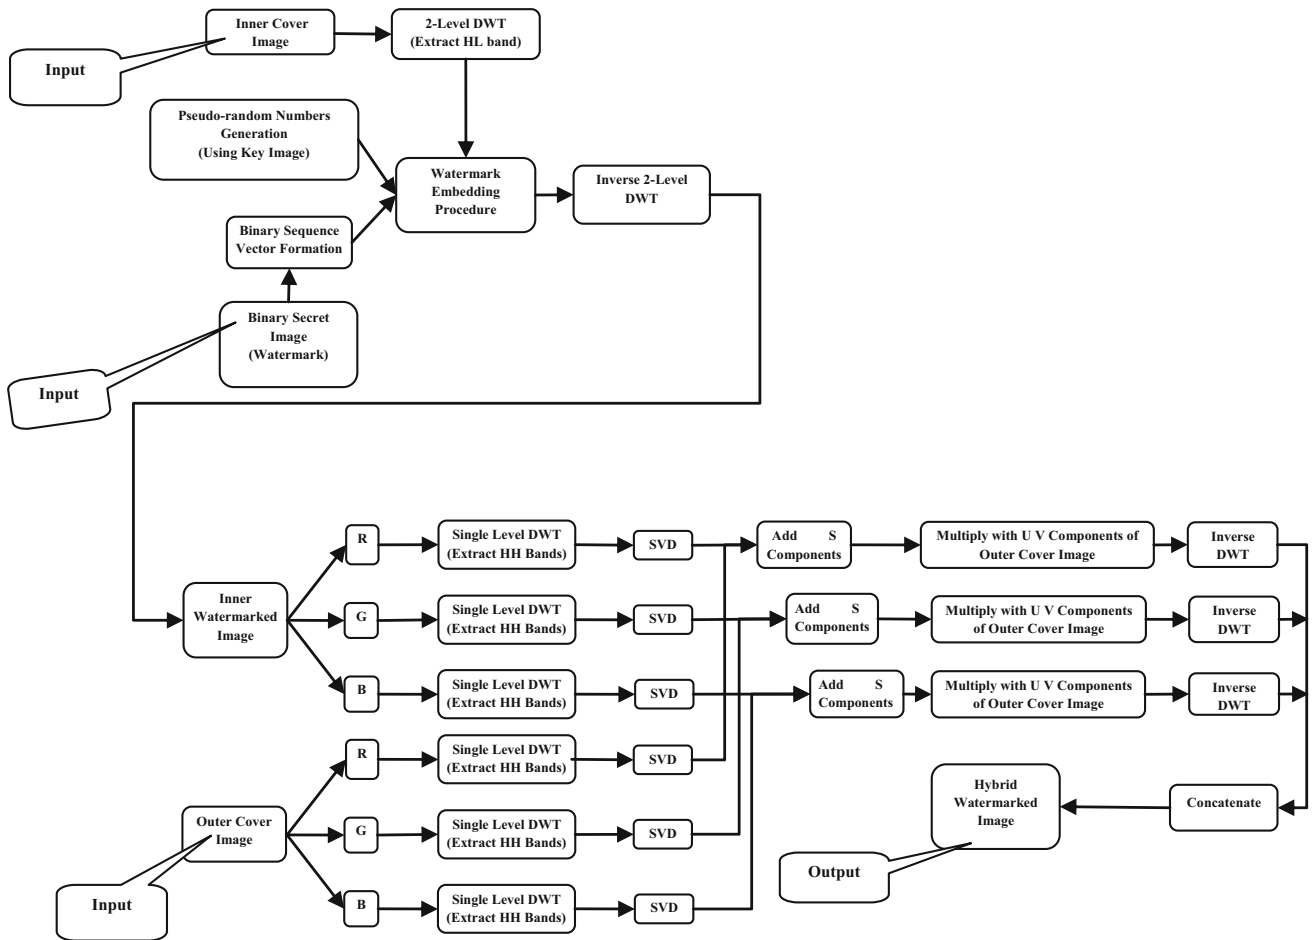 Inner Cover
Image
2-Level DWT
(Extract HL band)
Input
Pseudo-random Numbers
Generation
(Using Key Image)
Watermark
Embedding
Procedure
Inverse 2-Level
DWT
Binary Sequence
Vector Formation
Binary Secret
Image
(Watermark)
Input
R
Single Level DWT
(Extract HH Bands)
SVD
Add S
Components
Multiply with U V Components of
Outer Cover Image
Inverse
DWT
Inner
Watermarked
Image
G
Single Level DWT
(Extract HH Bands)
SVD
Add S
Components
Multiply with U V Components
of Outer Cover Image
Inverse
DWT
B
Single Level DWT
(Extract HH Bands)
SVD
Add S
Components
Multiply with U V Components
of Outer Cover Image
Inverse
DWT
R
Single Level DWT
(Extract HH Bands)
SVD
Outer Cover
Image
G
Single Level DWT
(Extract HH Bands)
SVD
Hybrid
Watermarked
Image
Concatenate
Input
B
Single Level DWT
(Extract HH Bands)
SVD
Output